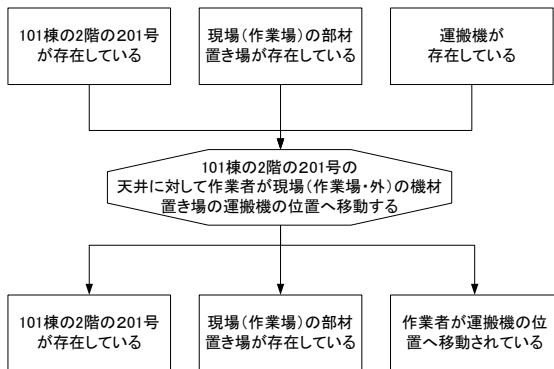 101棟の2階の201号
が存在している
現場(作業場)の部材
置き場が存在している
運搬機が
存在している
101棟の2階の201号の
天井に対して作業者が現場(作業場・外)の機材
置き場の運搬機の位置へ移動する
101棟の2階の201号
が存在している
現場(作業場)の部材
置き場が存在している
作業者が運搬機の位
置へ移動されている